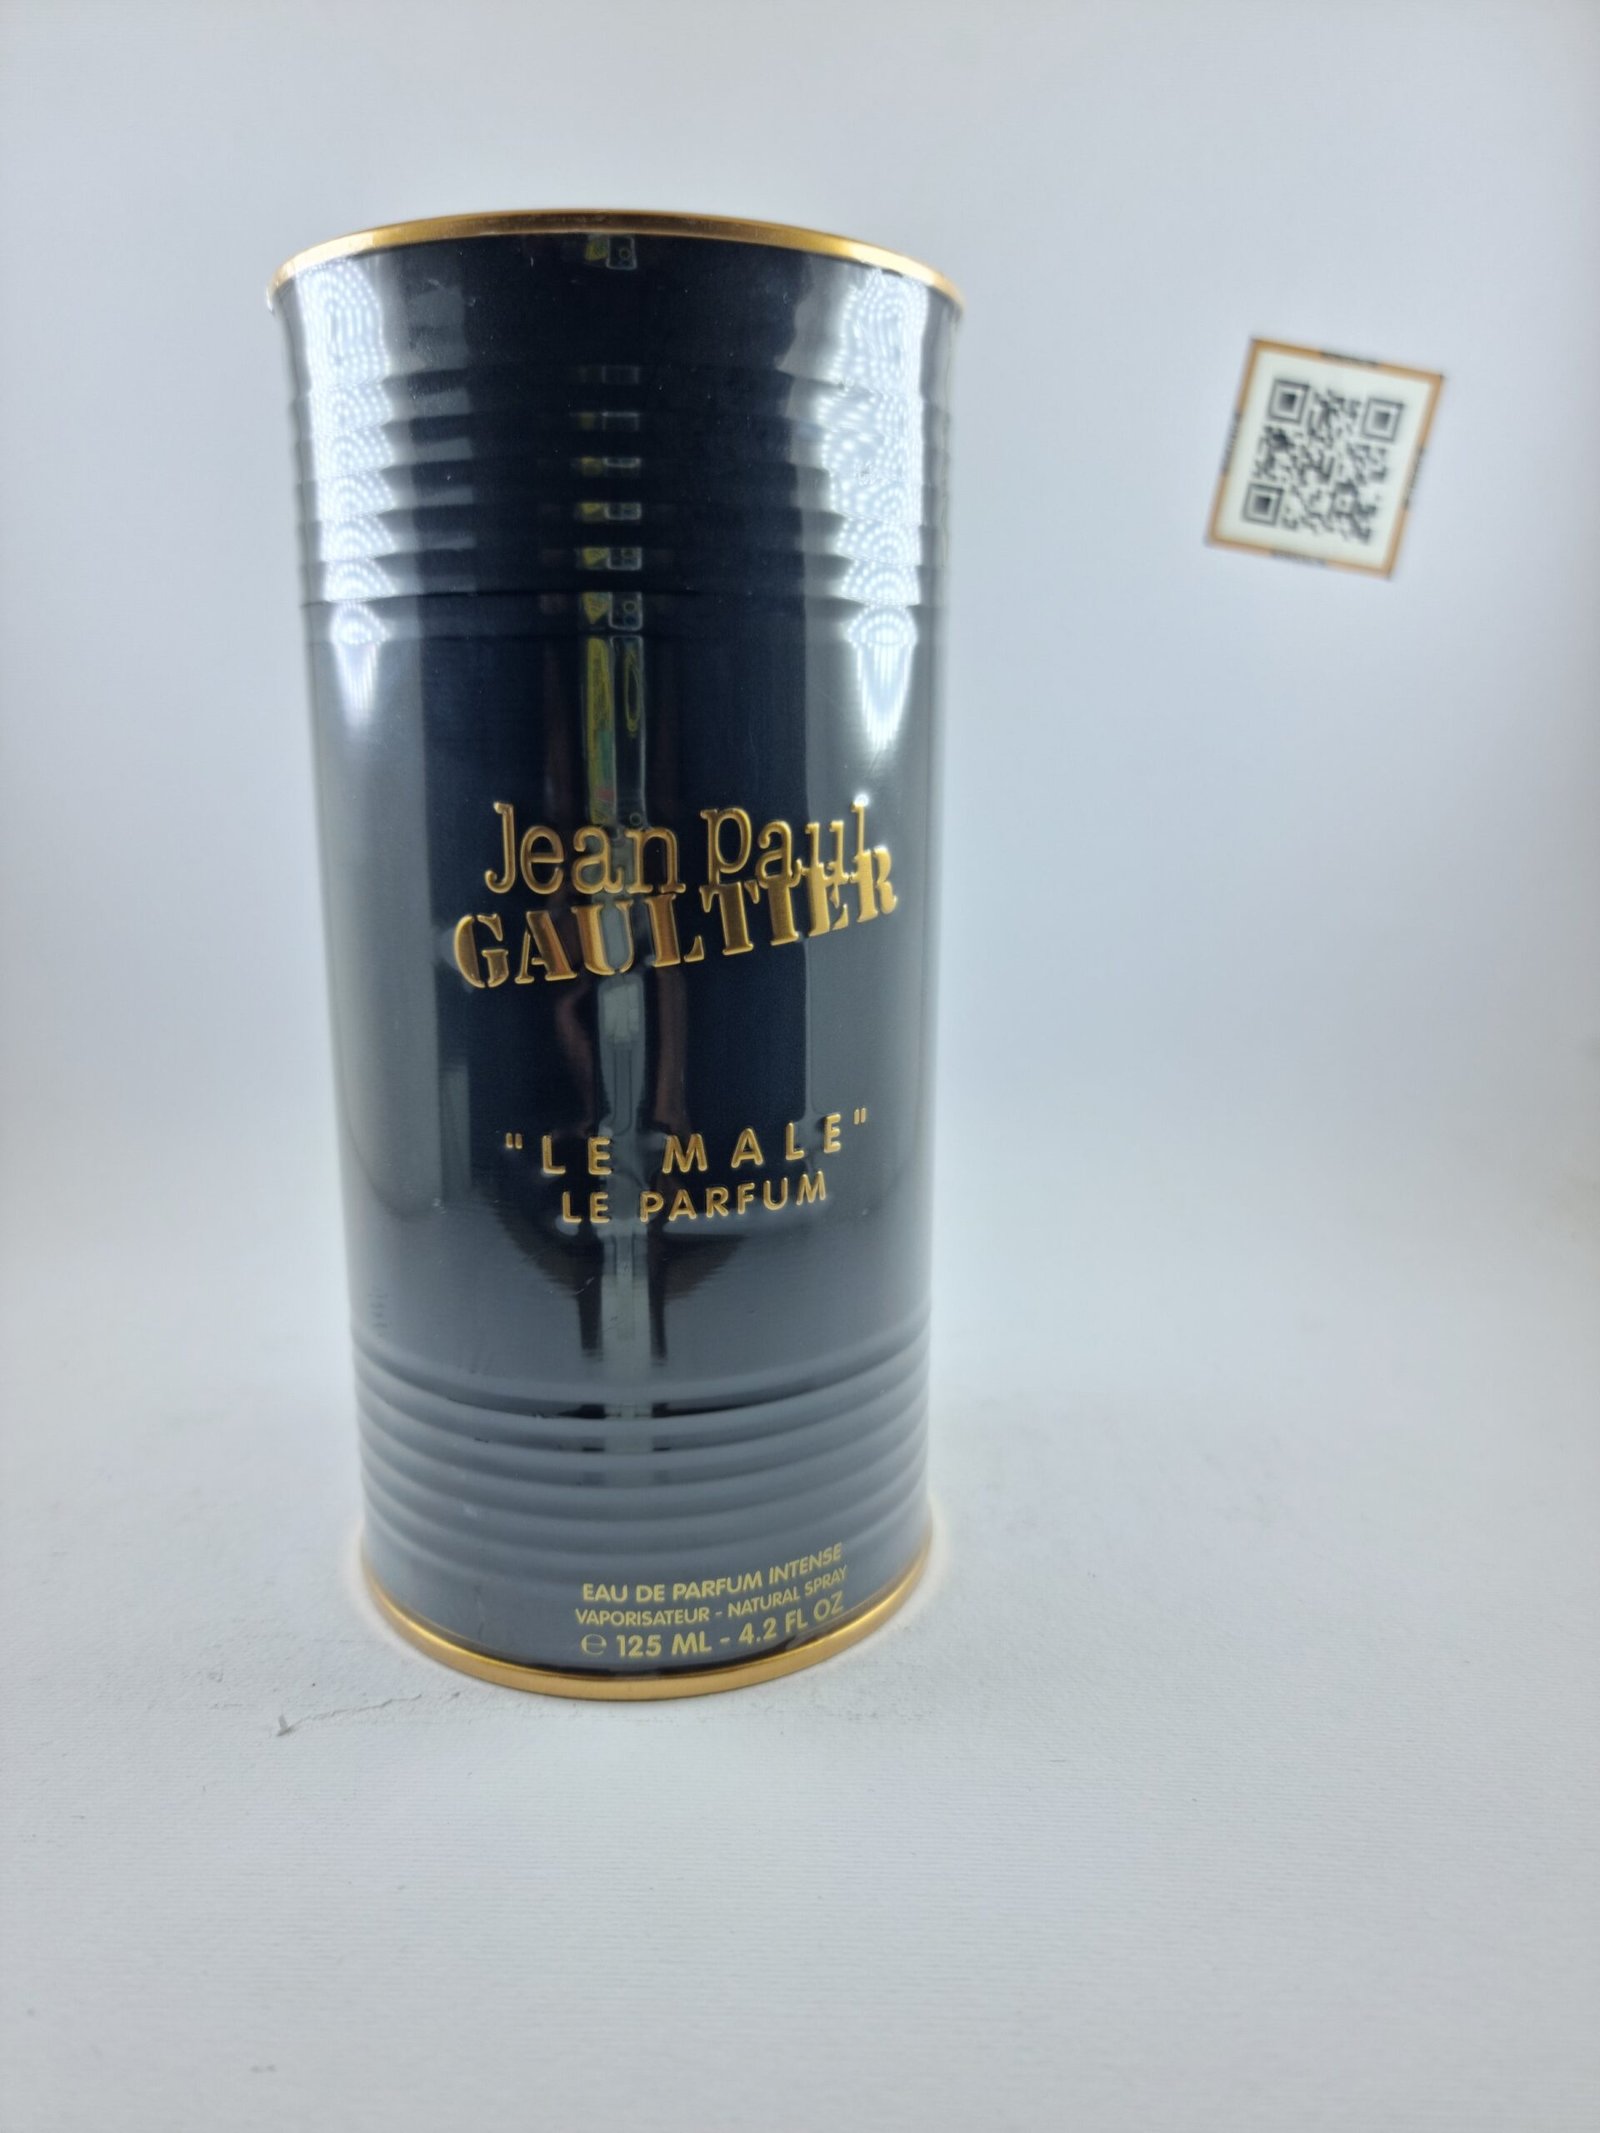 Jean Paul
GAULTIER
"LE MALE"
LE PARFUM
EAU DE PARFUM INTENSE
VAPORISATEUR - NATURAL SPRAY
℮ 125 ML - 4.2 FL OZ